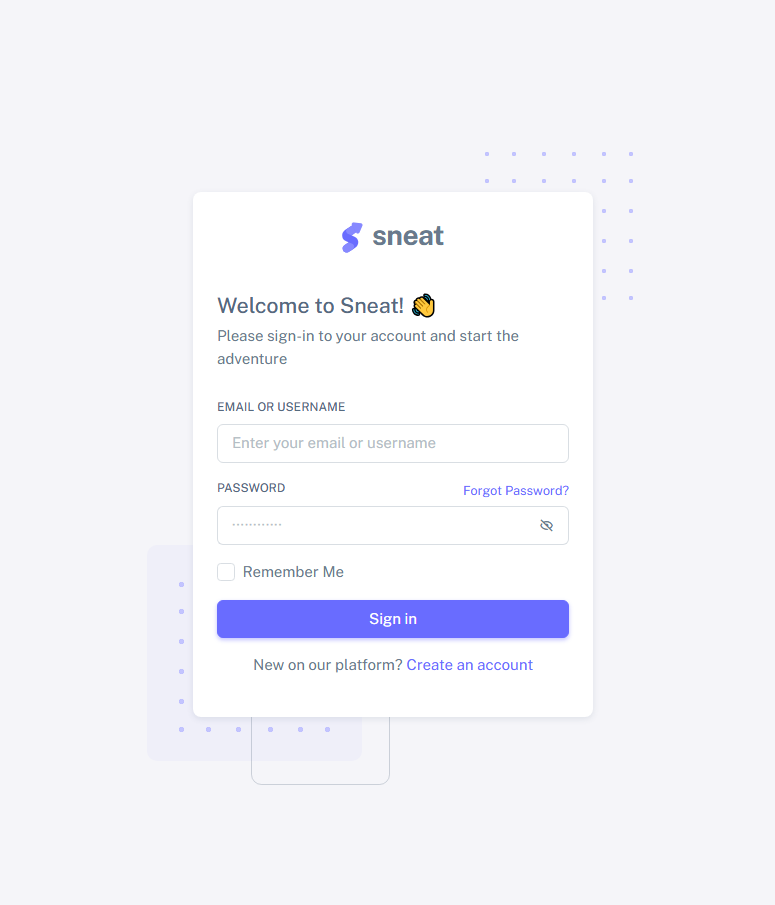 sneat
Welcome to Sneat! 👋
Please sign-in to your account and start the
adventure
EMAIL OR USERNAME
Enter your email or username
PASSWORD
Forgot Password?
············
Remember Me
Sign in
New on our platform? Create an account